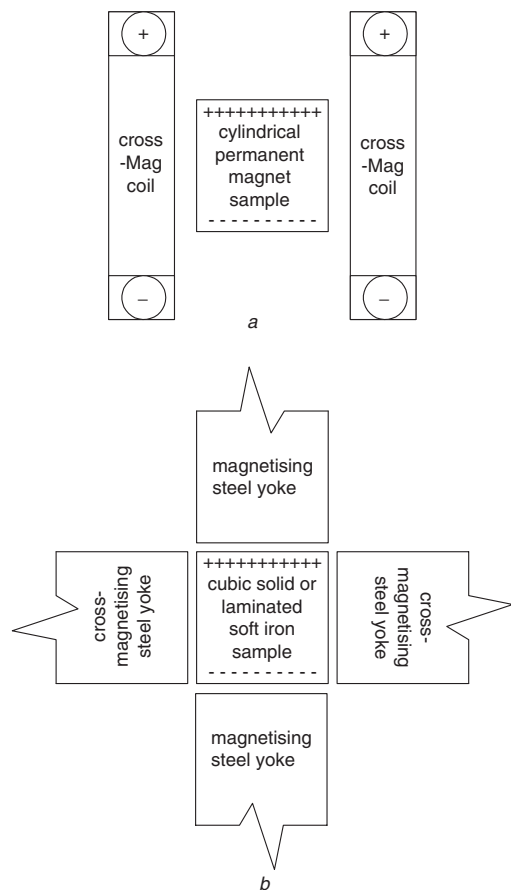 + +
+++++++++++
cross
-Mag
coil
cylindrical
permanent
magnet
sample
- - - - - - - - - -
cross
-Mag
coil
− −
a
magnetising
steel yoke
cross-
magnetising
steel yoke
+++++++++++
cubic solid or
laminated
soft iron
sample
- - - - - - - - - -
cross-
magnetising
steel yoke
magnetising
steel yoke
b